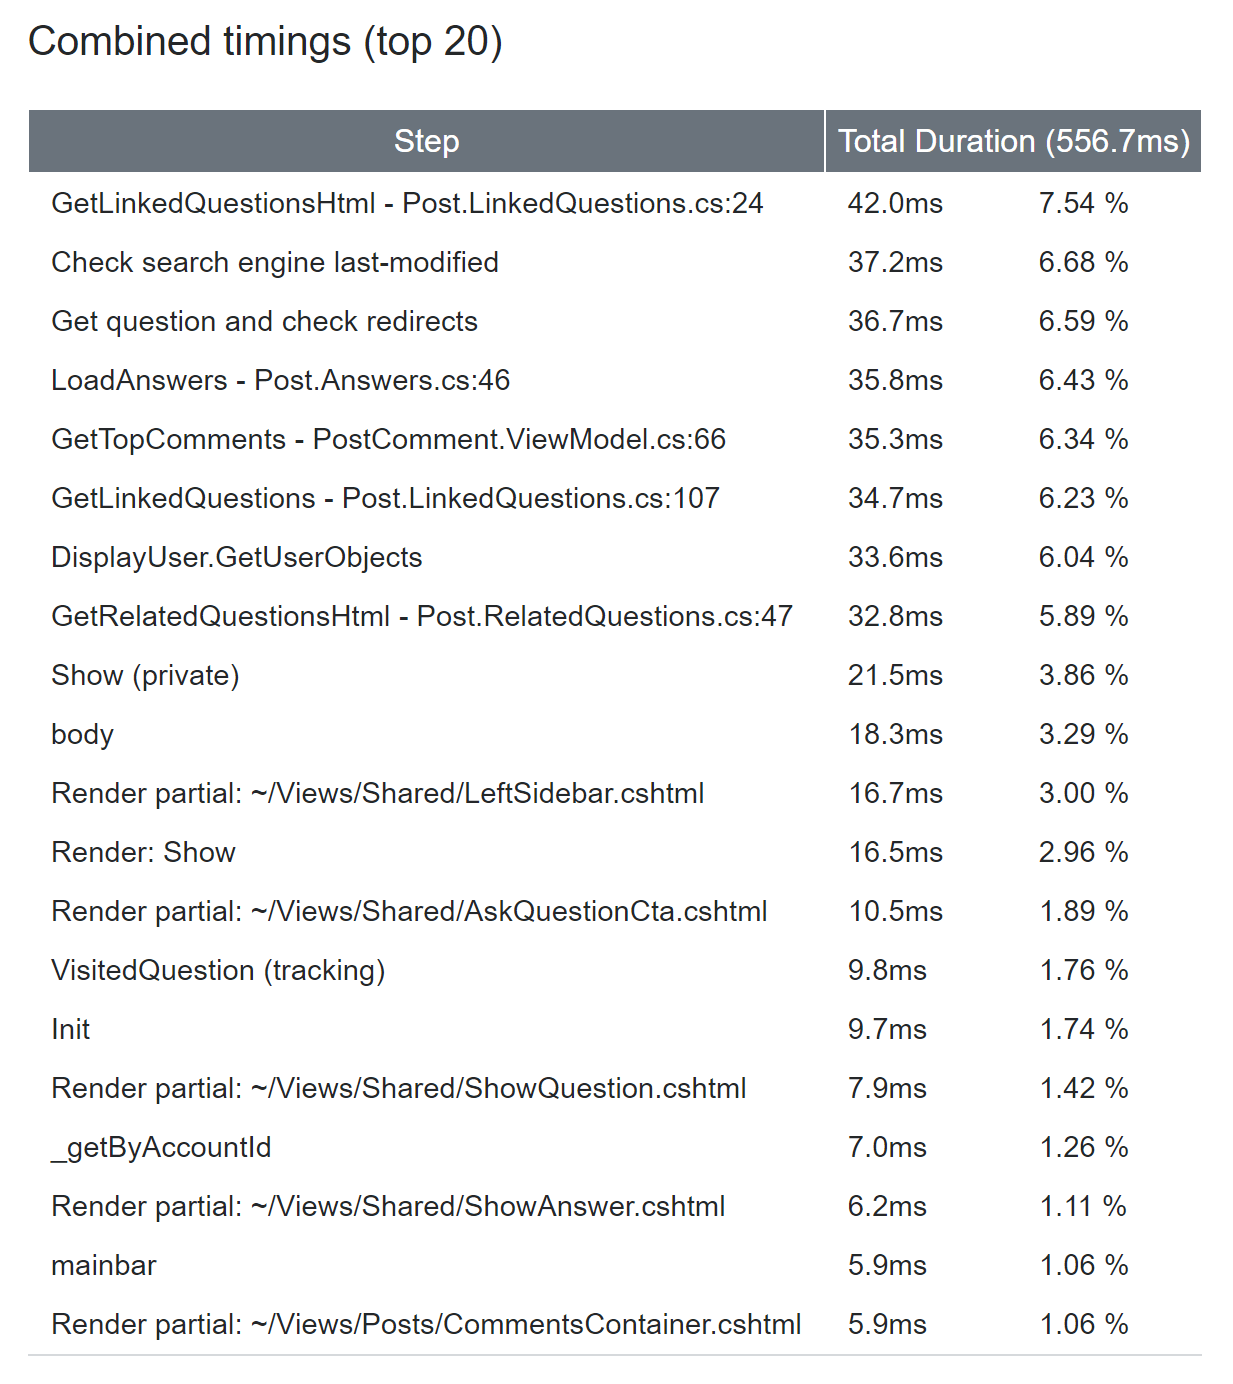 Combined timings (top 20)
Step Total Duration (556.7ms)
GetLinkedQuestionsHtml - Post.LinkedQuestions.cs:24 42.0ms 7.54 %
Check search engine last-modified 37.2ms 6.68 %
Get question and check redirects 36.7ms 6.59 %
LoadAnswers - Post.Answers.cs:46 35.8ms 6.43 %
GetTopComments - PostComment.ViewModel.cs:66 35.3ms 6.34 %
GetLinkedQuestions - Post.LinkedQuestions.cs:107 34.7ms 6.23 %
DisplayUser.GetUserObjects 33.6ms 6.04 %
GetRelatedQuestionsHtml - Post.RelatedQuestions.cs:47 32.8ms 5.89 %
Show (private) 21.5ms 3.86 %
body 18.3ms 3.29 %
Render partial: ~/Views/Shared/LeftSidebar.cshtml 16.7ms 3.00 %
Render: Show 16.5ms 2.96 %
Render partial: ~/Views/Shared/AskQuestionCta.cshtml 10.5ms 1.89 %
VisitedQuestion (tracking) 9.8ms 1.76 %
Init 9.7ms 1.74 %
Render partial: ~/Views/Shared/ShowQuestion.cshtml 7.9ms 1.42 %
_getByAccountId 7.0ms 1.26 %
Render partial: ~/Views/Shared/ShowAnswer.cshtml 6.2ms 1.11 %
mainbar 5.9ms 1.06 %
Render partial: ~/Views/Posts/CommentsContainer.cshtml 5.9ms 1.06 %